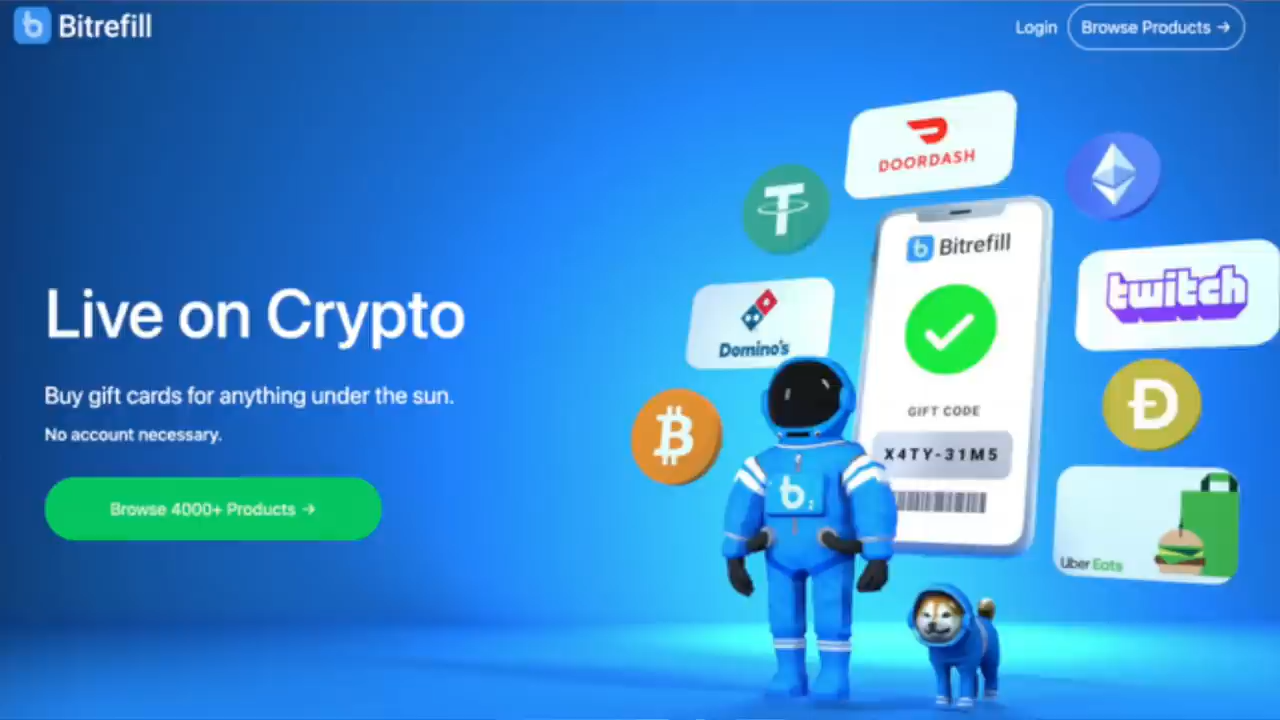 Bitrefill
Login
Browse Products →
DOORDASH
Bitrefill
twitch
Live on Crypto
Domino's
Buy gift cards for anything under the sun.
GIFT CODE
No account necessary.
X4TY-31M5
Browse 4000+ Products →
Uber Eats